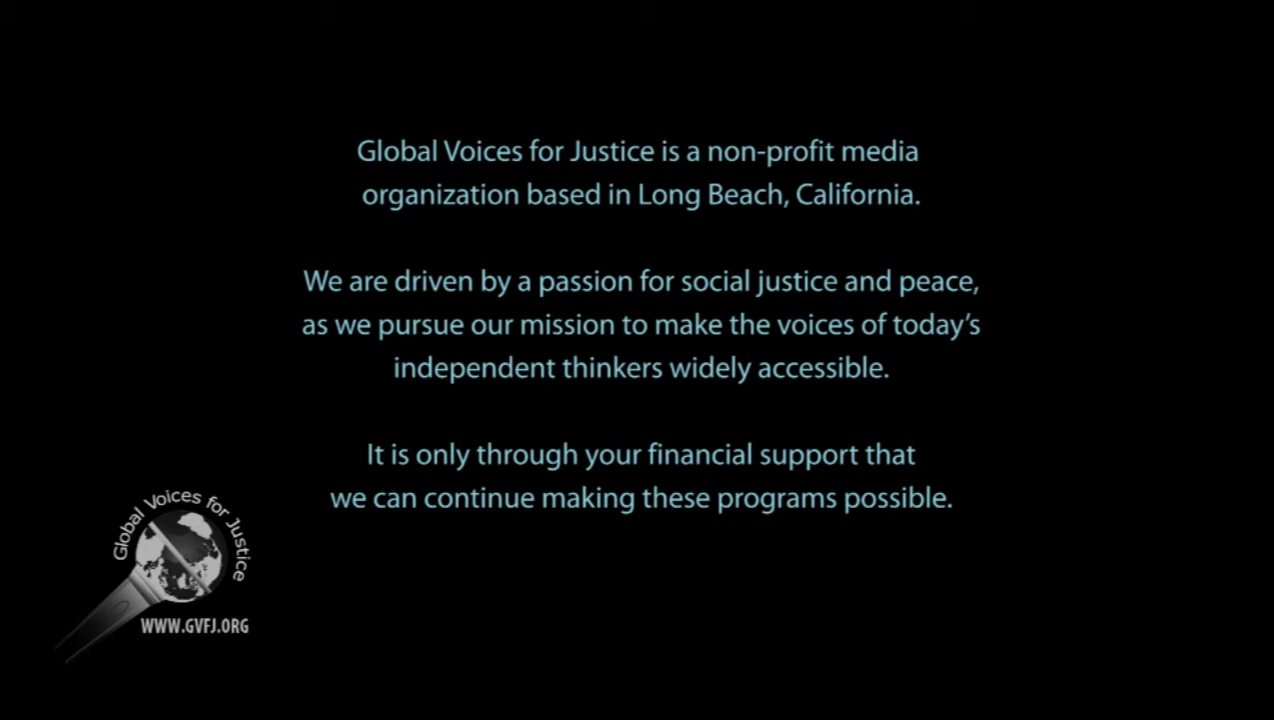 Global Voices for Justice is a non-profit media
organization based in Long Beach, California.
We are driven by a passion for social justice and peace,
as we pursue our mission to make the voices of today’s
independent thinkers widely accessible.
It is only through your financial support that
we can continue making these programs possible.
Global Voices for Justice
WWW.GVFJ.ORG